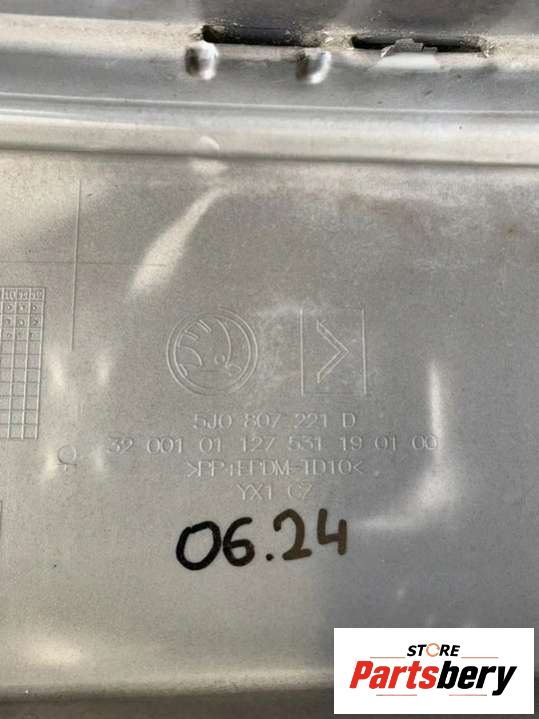 5J0 807 221 D
32 001 01 127 531 19 01 00
>PP+EPDM-TD10<
YX1 CZ
06.24
STORE
Partsbery